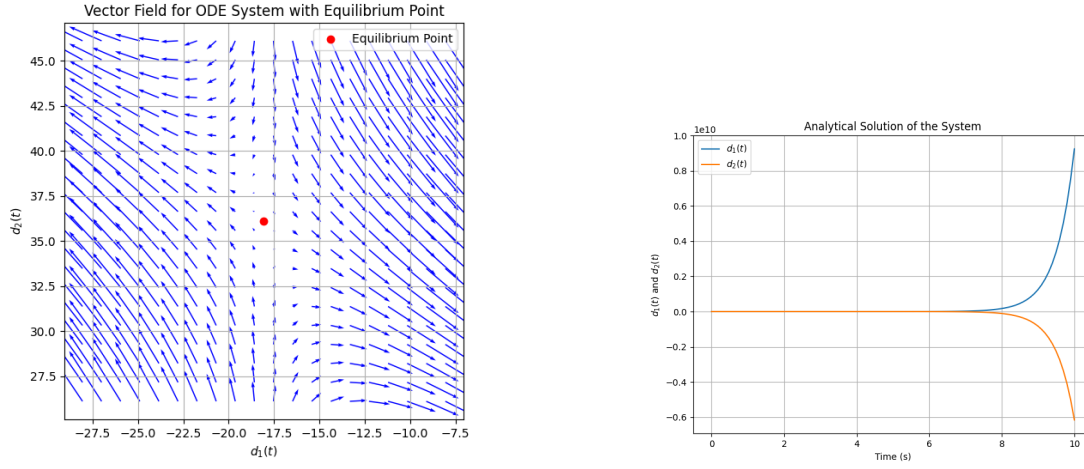 Vector Field for ODE System with Equilibrium Point
Equilibrium Point
45.0
42.5
40.0
37.5
35.0
32.5
30.0
27.5
d₂(t)
−27.5 −25.0 −22.5 −20.0 −17.5 −15.0 −12.5 −10.0 −7.5
d₁(t)
Analytical Solution of the System
1e10
d₁(t)
d₂(t)
1.0
0.8
0.6
0.4
0.2
0.0
−0.2
−0.4
−0.6
d₁(t) and d₂(t)
0 2 4 6 8 10
Time (s)